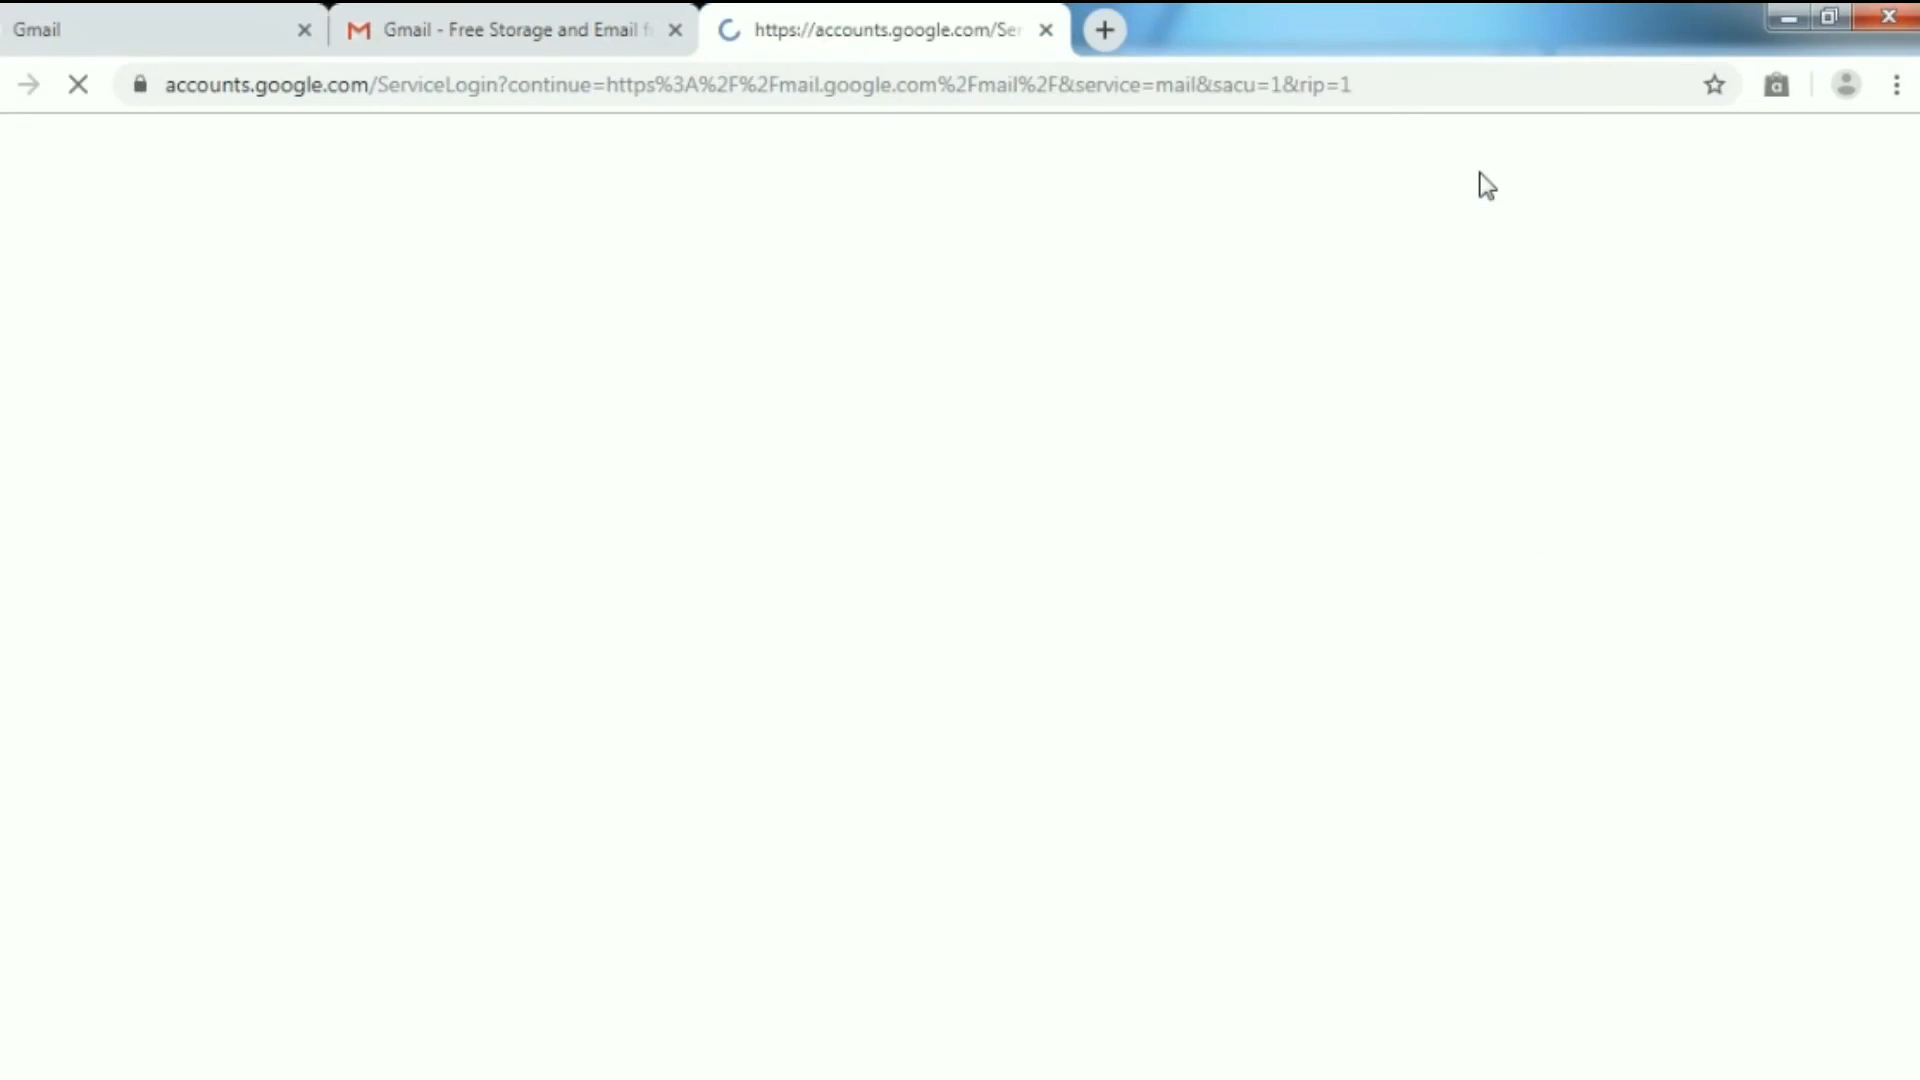 Gmail
Gmail - Free Storage and Email f
https://accounts.google.com/Ser
accounts.google.com/ServiceLogin?continue=https%3A%2F%2Fmail.google.com%2Fmail%2F&service=mail&sacu=1&rip=1